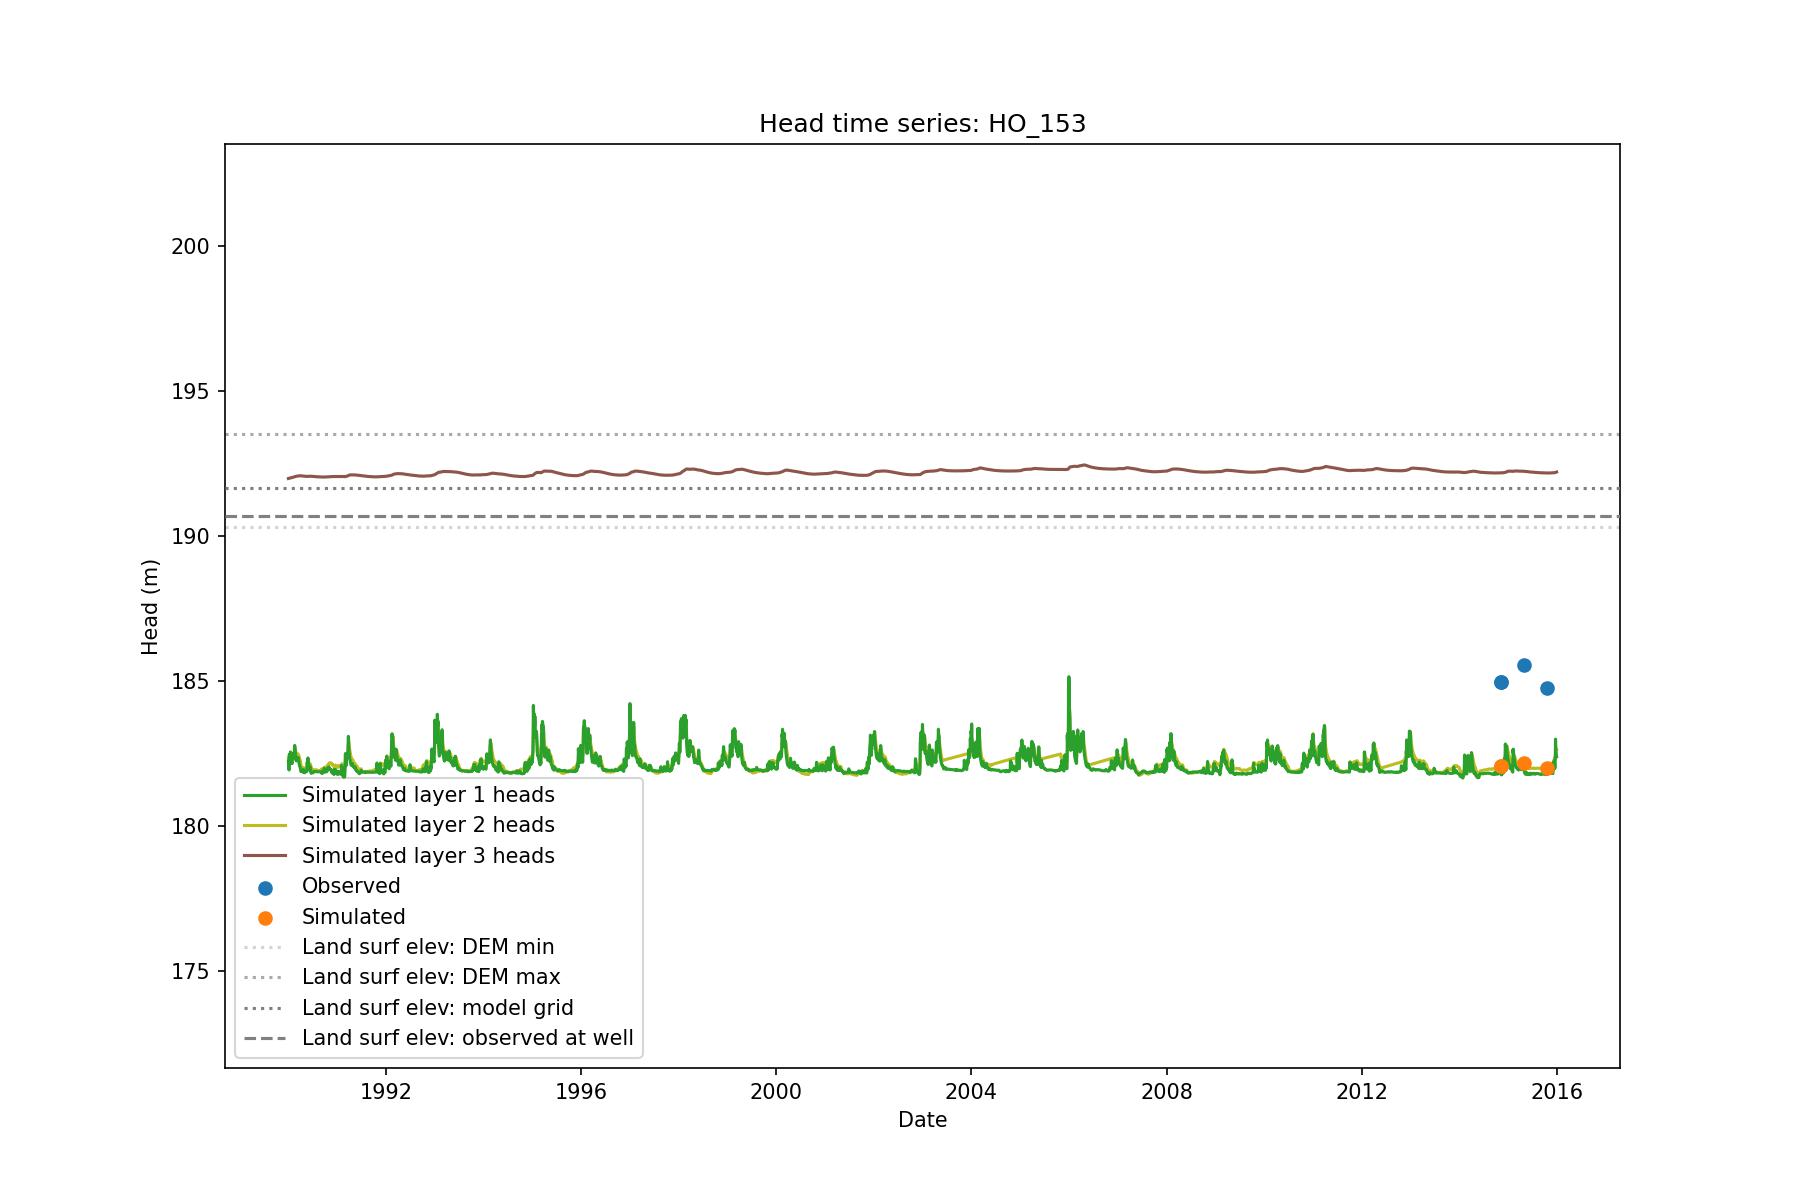 Head time series: HO_153
200
195
190
185
180
175
Head (m)
Simulated layer 1 heads
Simulated layer 2 heads
Simulated layer 3 heads
Observed
Simulated
Land surf elev: DEM min
Land surf elev: DEM max
Land surf elev: model grid
Land surf elev: observed at well
1992 1996 2000 2004 2008 2012 2016
Date